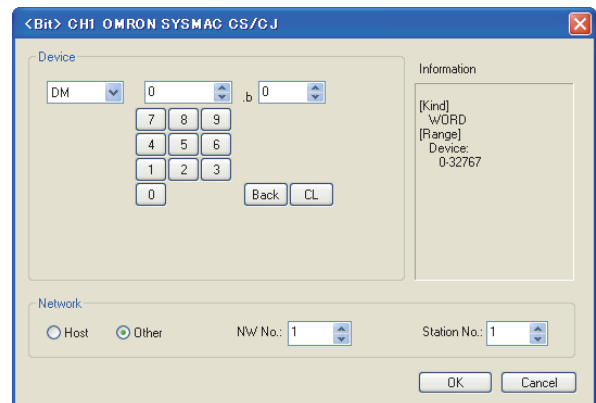 <Bit> CH1 OMRON SYSMAC CS/CJ
Device
DM 0 .b 0
7 8 9
4 5 6
1 2 3
0 Back CL
Information
[Kind]
WORD
[Range]
Device:
0-32767
Network
Host Other NW No.: 1 Station No.: 1
OK Cancel